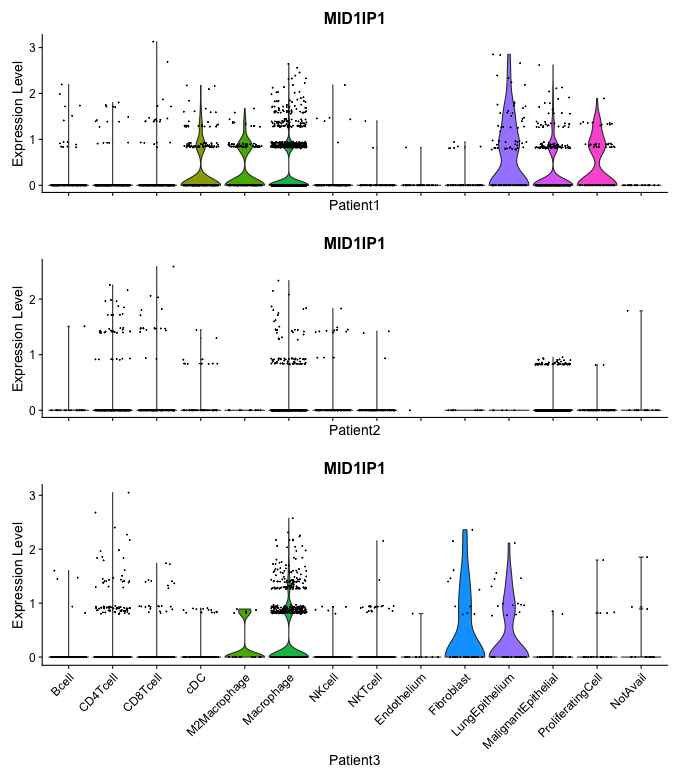 MID1IP1
Expression Level
3
2
1
0
Patient1
MID1IP1
Expression Level
2
1
0
Patient2
MID1IP1
Expression Level
3
2
1
0
Bcell
CD4Tcell
CD8Tcell
cDC
M2Macrophage
Macrophage
NKcell
NKTcell
Endothelium
Fibroblast
LungEpithelium
MalignantEpithelial
ProliferatingCell
NotAvail
Patient3